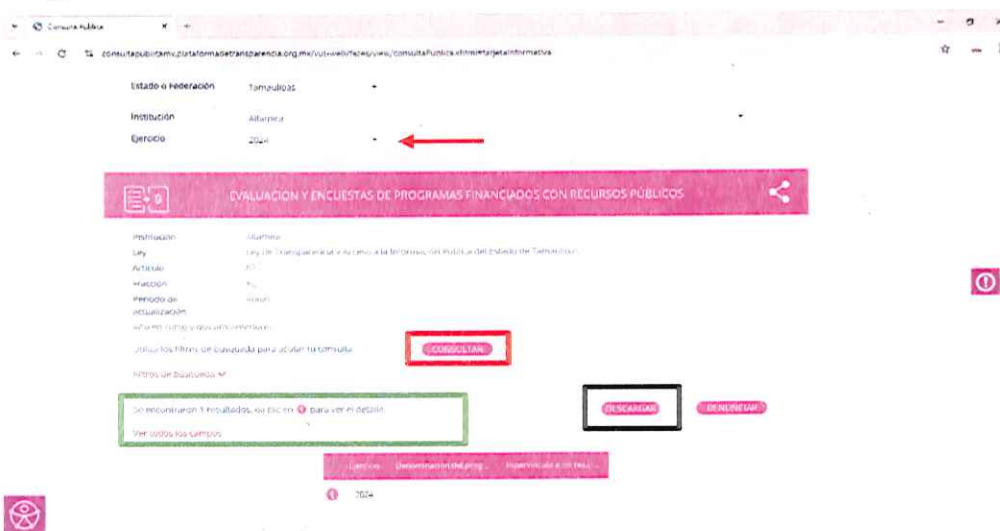 Consulta Pública
consultapublicamx.plataformadetransparencia.org.mx/vut-web/faces/view/consultaPublica.xhtml#tarjetaInformativa
Estado o Federación Tamaulipas
Institución Altamira
Ejercicio 2024
EVALUACIÓN Y ENCUESTAS DE PROGRAMAS FINANCIADOS CON RECURSOS PÚBLICOS
Institución Altamira
Ley Ley de Transparencia y Acceso a la Información Pública del Estado de Tamaulipas
Artículo
Fracción
Periodo de
actualización
Utiliza los filtros de búsqueda para acotar tu consulta
CONSULTAR
Filtros de búsqueda
Se encontraron 1 resultados, da clic en para ver el detalle.
DESCARGAR
DENUNCIAR
Ver todos los campos
Ejercicio Denominación del prog... Hipervínculo a los resu...
2024